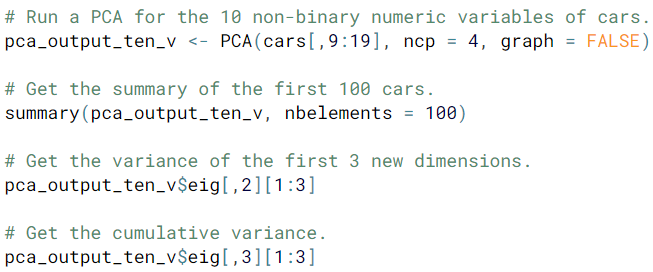 # Run a PCA for the 10 non-binary numeric variables of cars.
pca_output_ten_v <- PCA(cars[,9:19], ncp = 4, graph = FALSE)
# Get the summary of the first 100 cars.
summary(pca_output_ten_v, nbelements = 100)
# Get the variance of the first 3 new dimensions.
pca_output_ten_v$eig[,2][1:3]
# Get the cumulative variance.
pca_output_ten_v$eig[,3][1:3]